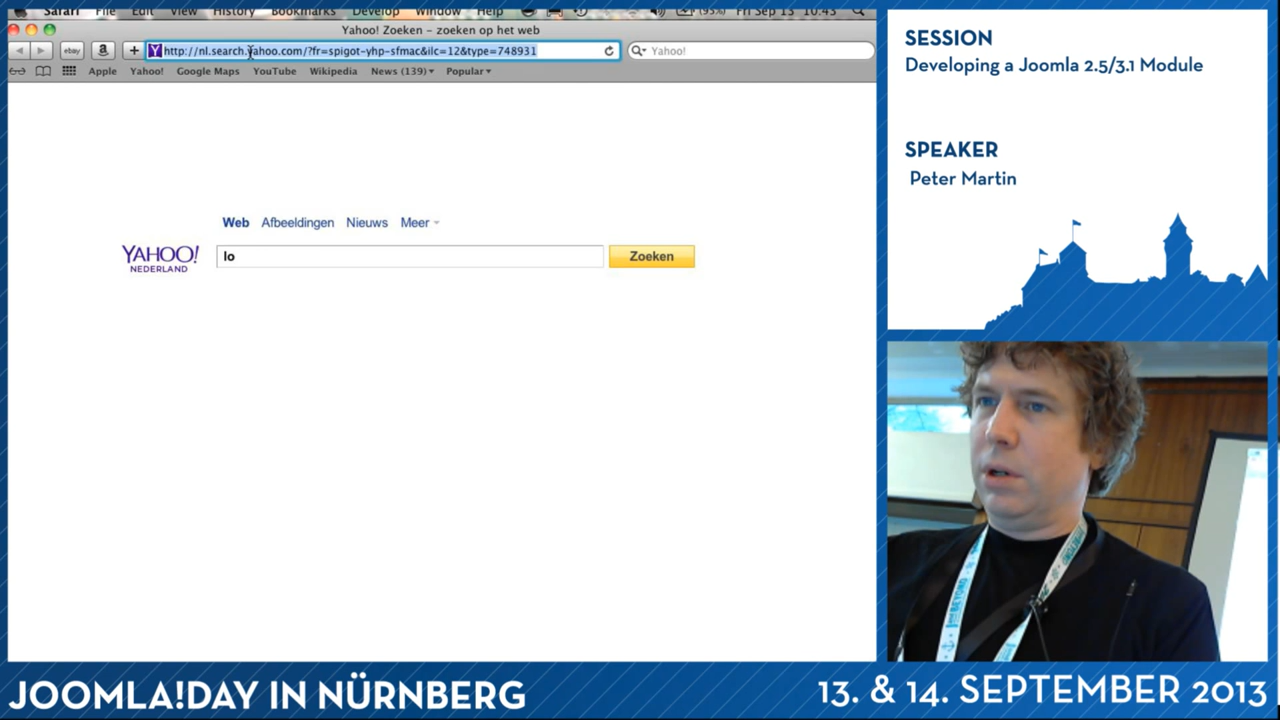 Safari File Edit View History Bookmarks Develop Window Help (95%) Fri Sep 13 10:43
Yahoo! Zoeken – zoeken op het web
ebay
http://nl.search.yahoo.com/?fr=spigot-yhp-sfmac&ilc=12&type=748931
Yahoo!
Apple Yahoo! Google Maps YouTube Wikipedia News (139) Popular
Web Afbeeldingen Nieuws Meer
YAHOO!
NEDERLAND
lo
Zoeken
SESSION
Developing a Joomla 2.5/3.1 Module
SPEAKER
Peter Martin
JOOMLA!DAY IN NÜRNBERG
13. & 14. SEPTEMBER 2013